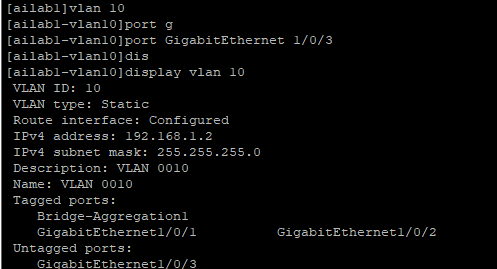 [ailab1]vlan 10
[ailab1-vlan10]port g
[ailab1-vlan10]port GigabitEthernet 1/0/3
[ailab1-vlan10]dis
[ailab1-vlan10]display vlan 10
VLAN ID: 10
VLAN type: Static
Route interface: Configured
IPv4 address: 192.168.1.2
IPv4 subnet mask: 255.255.255.0
Description: VLAN 0010
Name: VLAN 0010
Tagged ports:
Bridge-Aggregation1
GigabitEthernet1/0/1 GigabitEthernet1/0/2
Untagged ports:
GigabitEthernet1/0/3